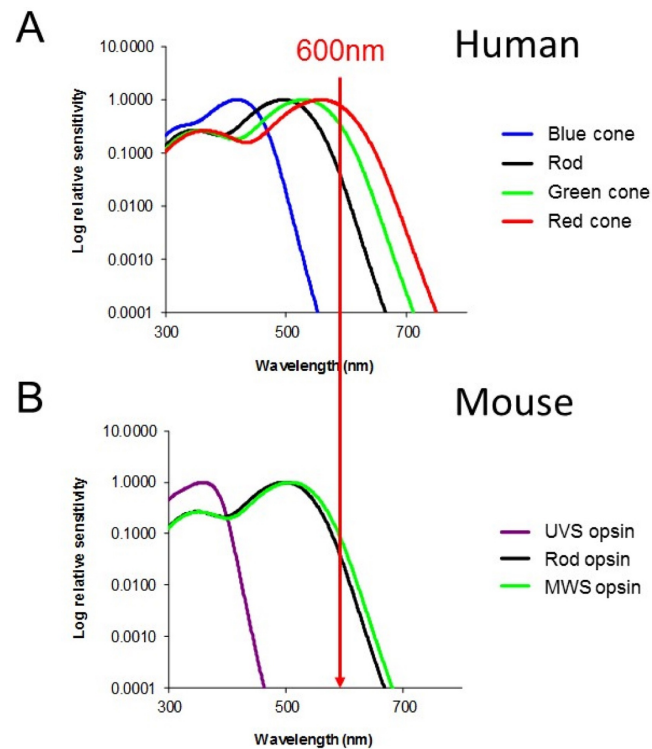 A
600nm
Human
10.0000
1.0000
0.1000
0.0100
0.0010
0.0001
Log relative sensitivity
300
500
700
Wavelength (nm)
Blue cone
Rod
Green cone
Red cone
B
Mouse
10.0000
1.0000
0.1000
0.0100
0.0010
0.0001
Log relative sensitivity
300
500
700
Wavelength (nm)
UVS opsin
Rod opsin
MWS opsin